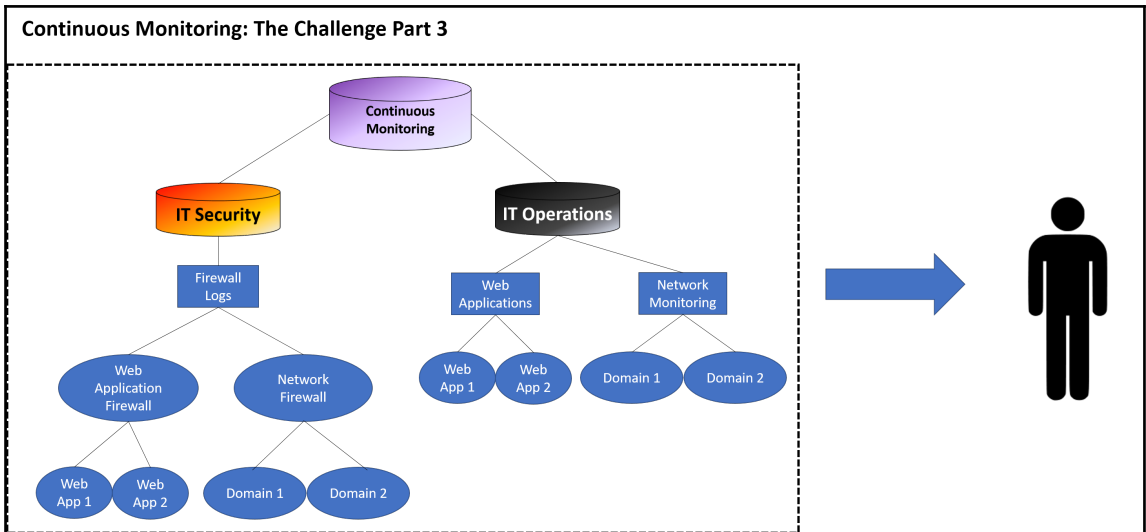 Continuous Monitoring: The Challenge Part 3
Continuous
Monitoring
IT Security
IT Operations
Firewall
Logs
Web
Applications
Network
Monitoring
Web
Application
Firewall
Network
Firewall
Web
App 1
Web
App 2
Domain 1
Domain 2
Web
App 1
Web
App 2
Domain 1
Domain 2